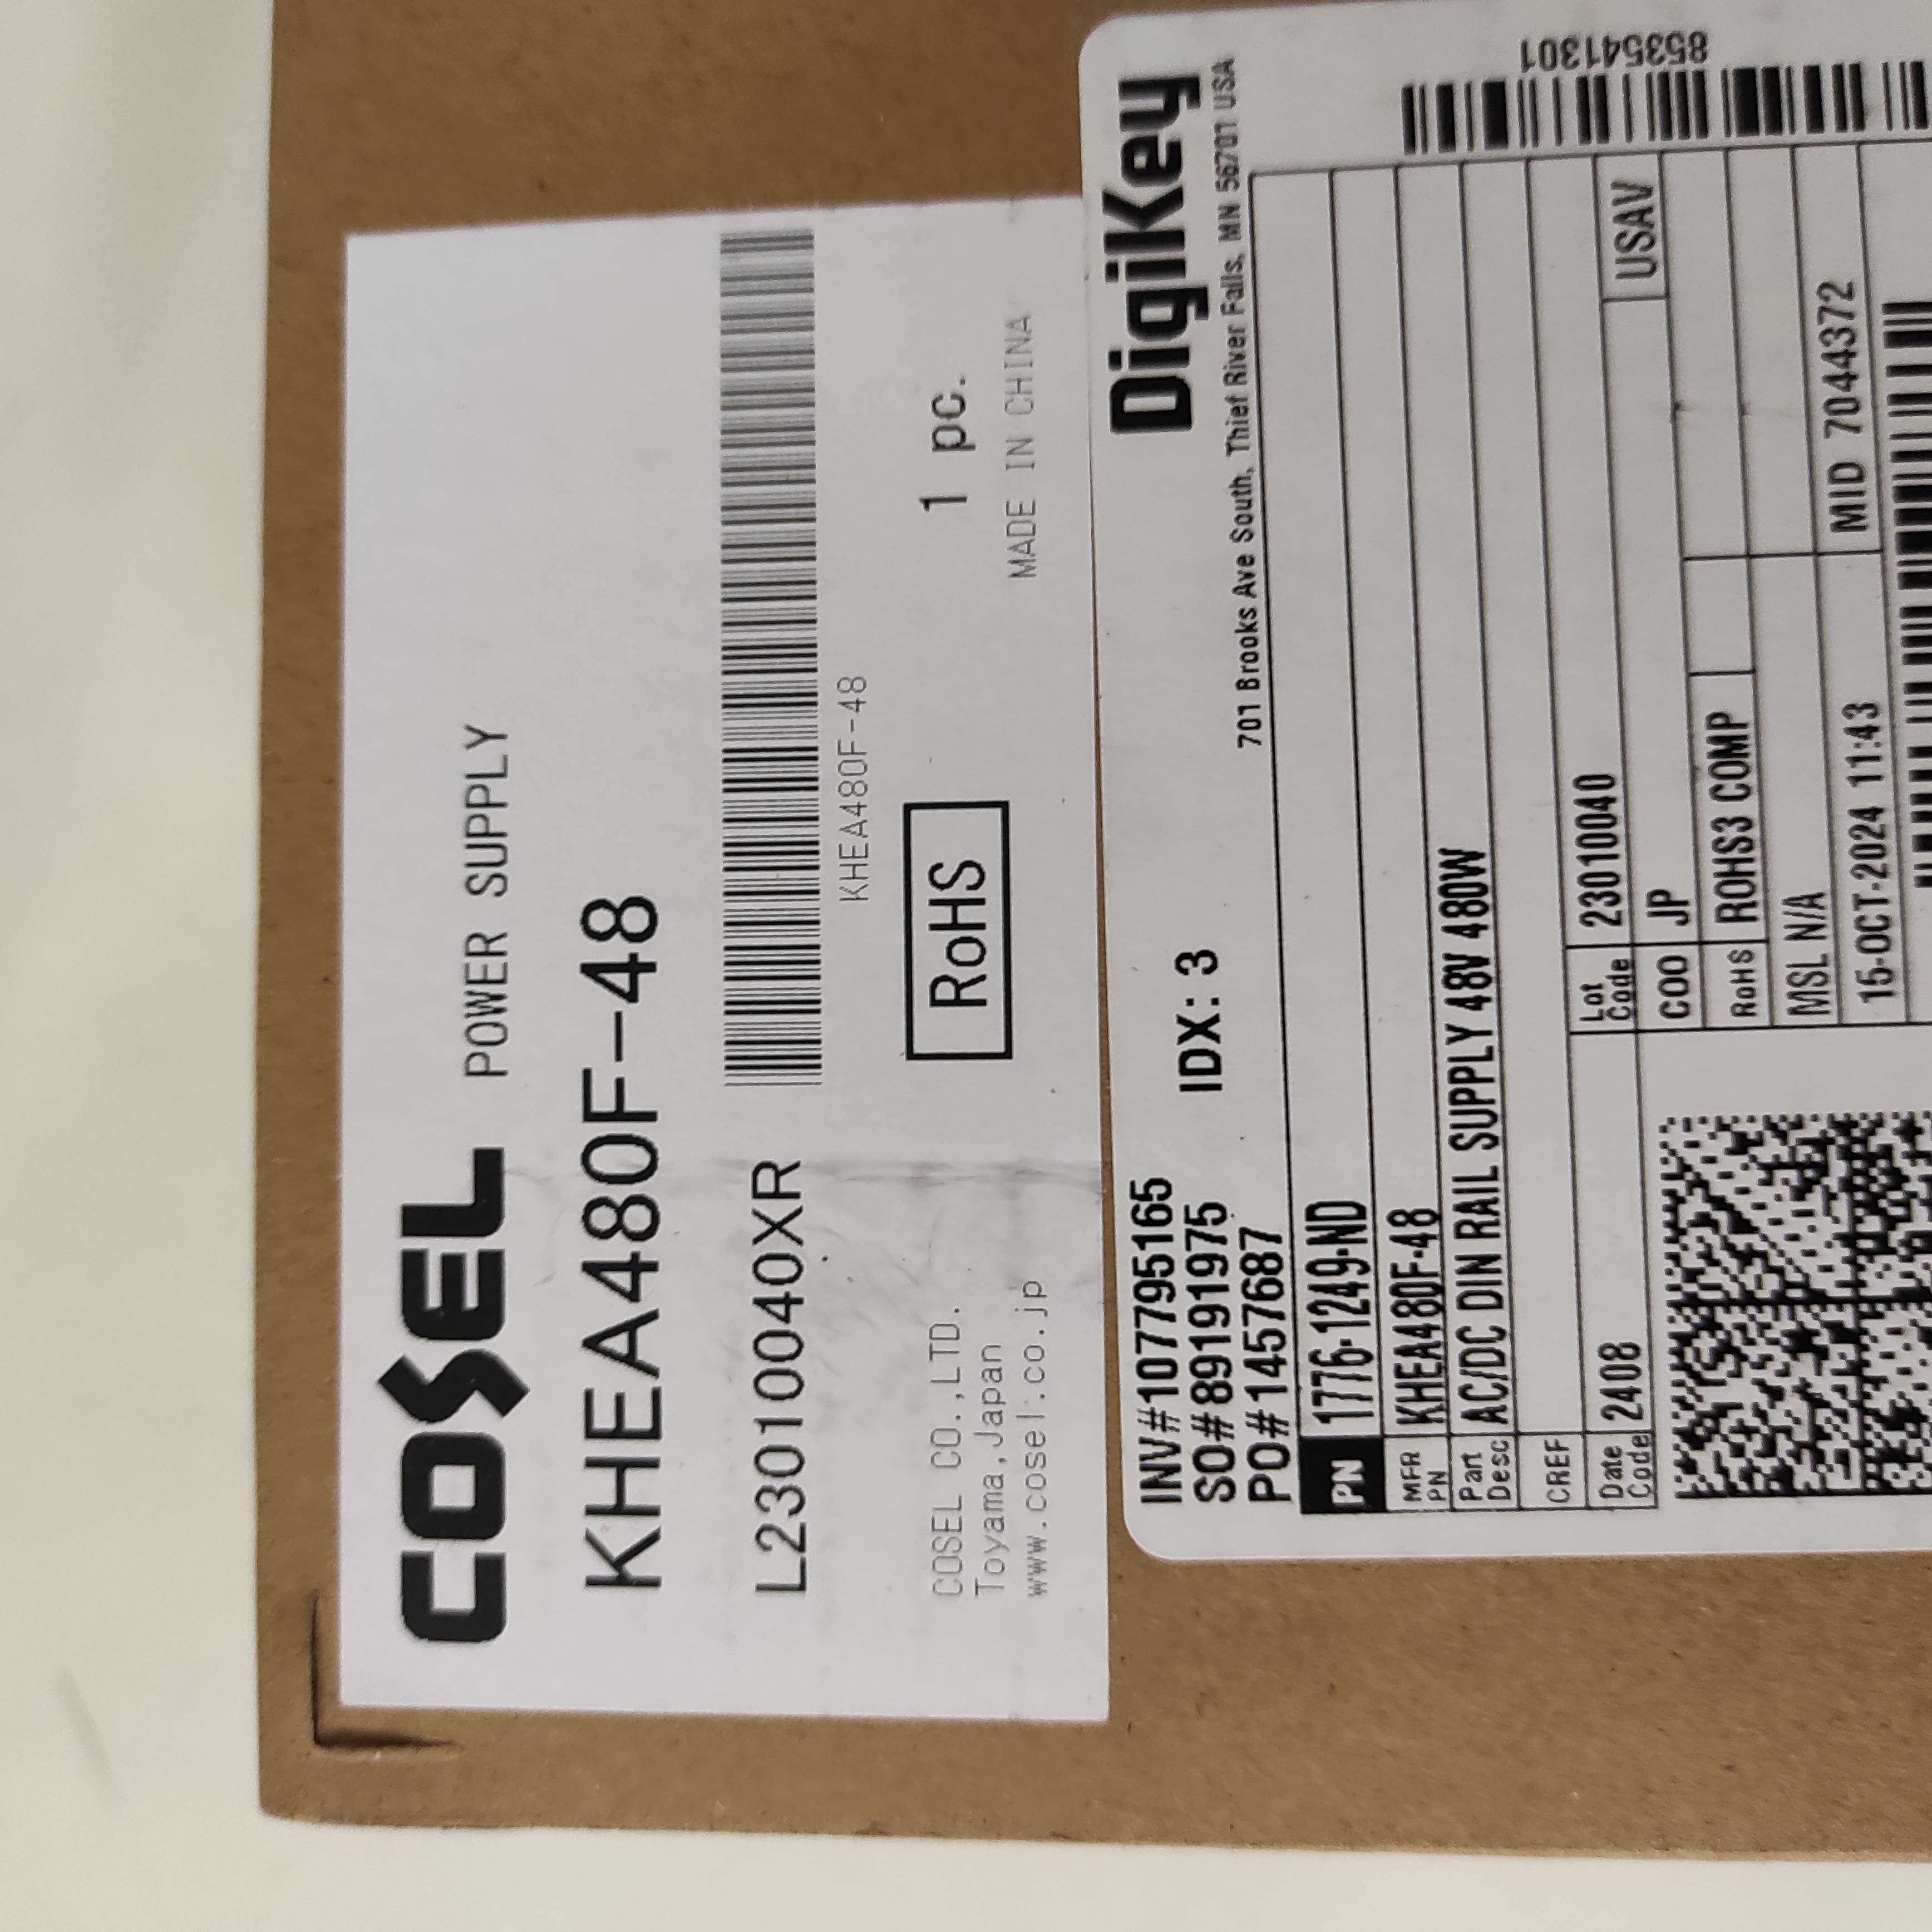 COSEL POWER SUPPLY
KHEA480F-48
L23010040XR
KHEA480F-48
RoHS
1 pc.
COSEL CO.,LTD.
Toyama,Japan
www.cosel.co.jp
MADE IN CHINA
DigiKey
701 Brooks Ave South, Thief River Falls, MN 56701 USA
INV#107795165
SO#89191975 IDX: 3
PO#1457687
PN 1776-1249-ND
MFR PN KHEA480F-48
Part Desc AC/DC DIN RAIL SUPPLY 48V 480W
CREF
Date Code 2408
Lot Code 23010040
COO JP USAV
RoHS ROHS3 COMP
MSL N/A
15-OCT-2024 11:43 MID 7044372
853541301